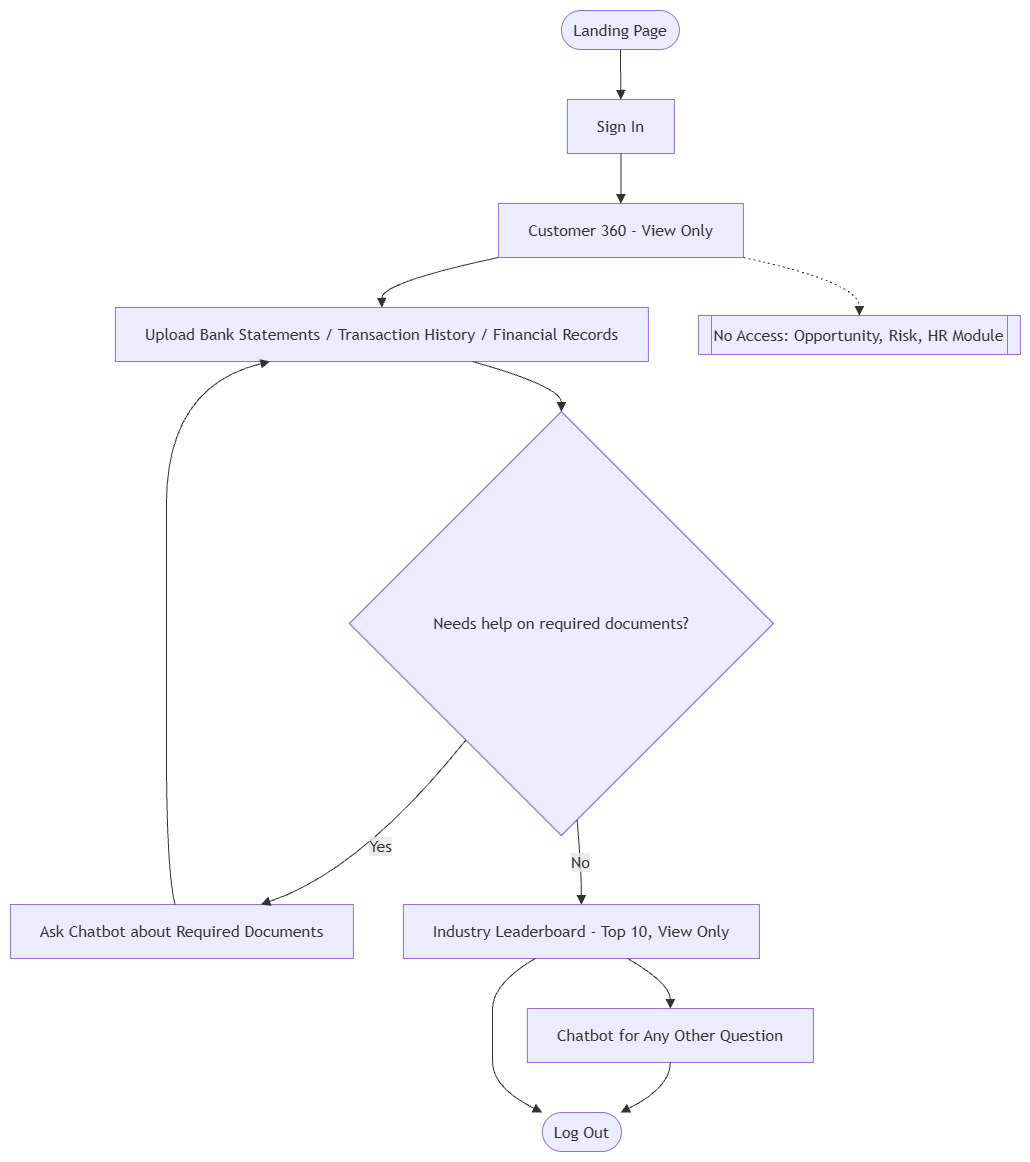 Landing Page
Sign In
Customer 360 - View Only
Upload Bank Statements / Transaction History / Financial Records
No Access: Opportunity, Risk, HR Module
Needs help on required documents?
Yes
No
Ask Chatbot about Required Documents
Industry Leaderboard - Top 10, View Only
Chatbot for Any Other Question
Log Out